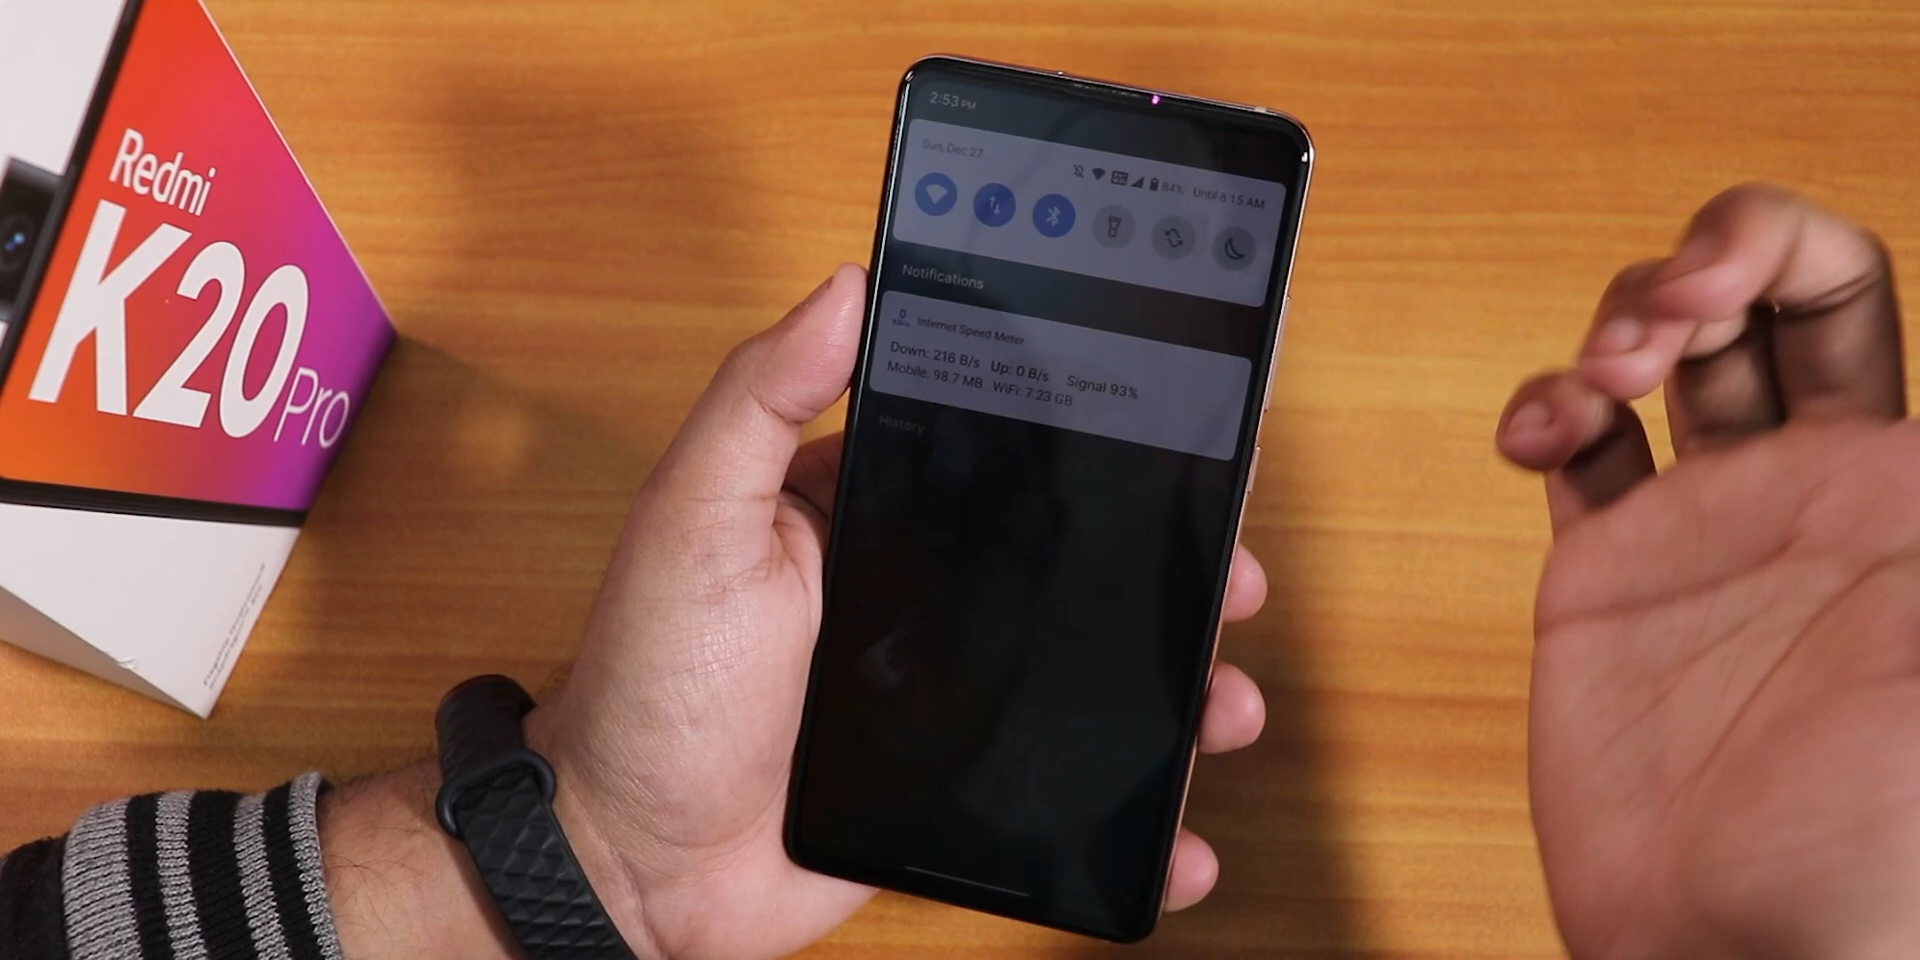 Redmi
K20 Pro
2:53 PM
Sun, Dec 27
84% Until 8:15 AM
Notifications
0
Internet Speed Meter
Down: 216 B/s Up: 0 B/s Signal 93%
Mobile: 98.7 MB WiFi: 7.23 GB
History